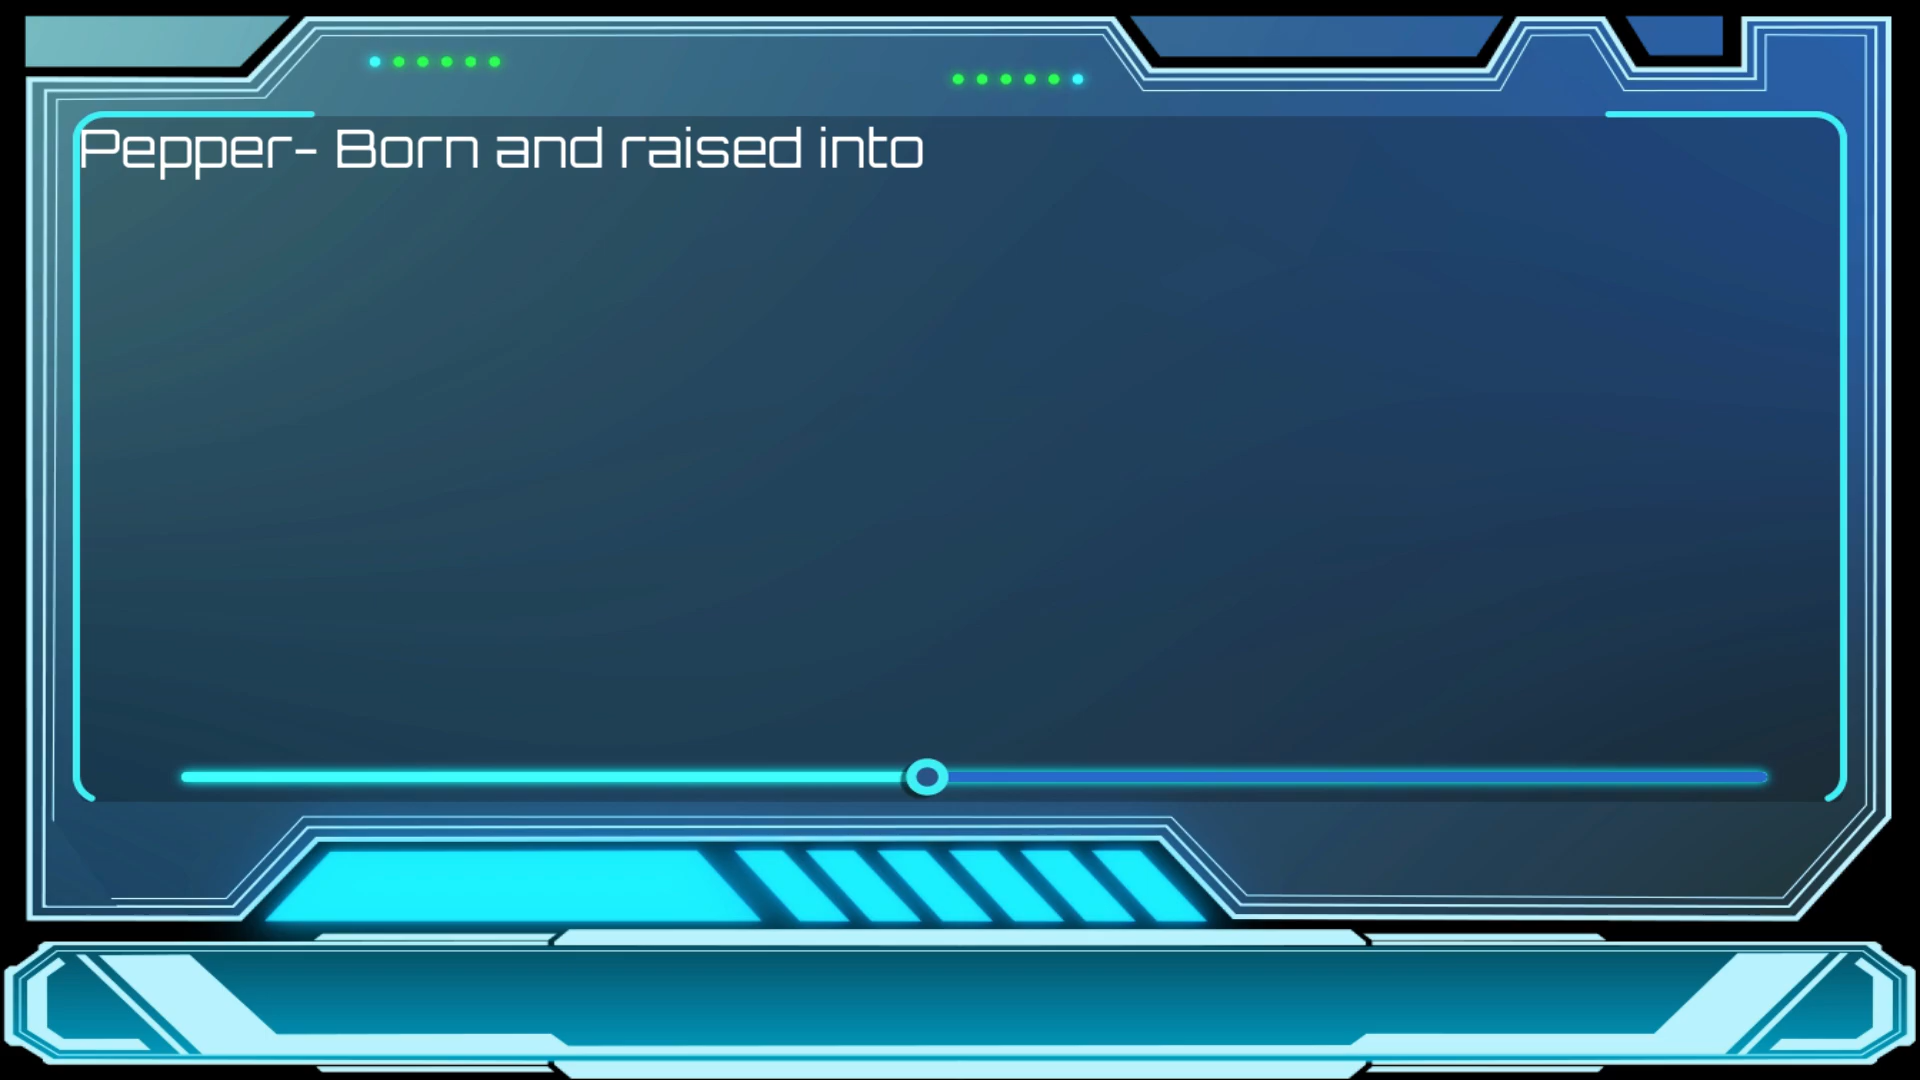 Pepper- Born and raised into